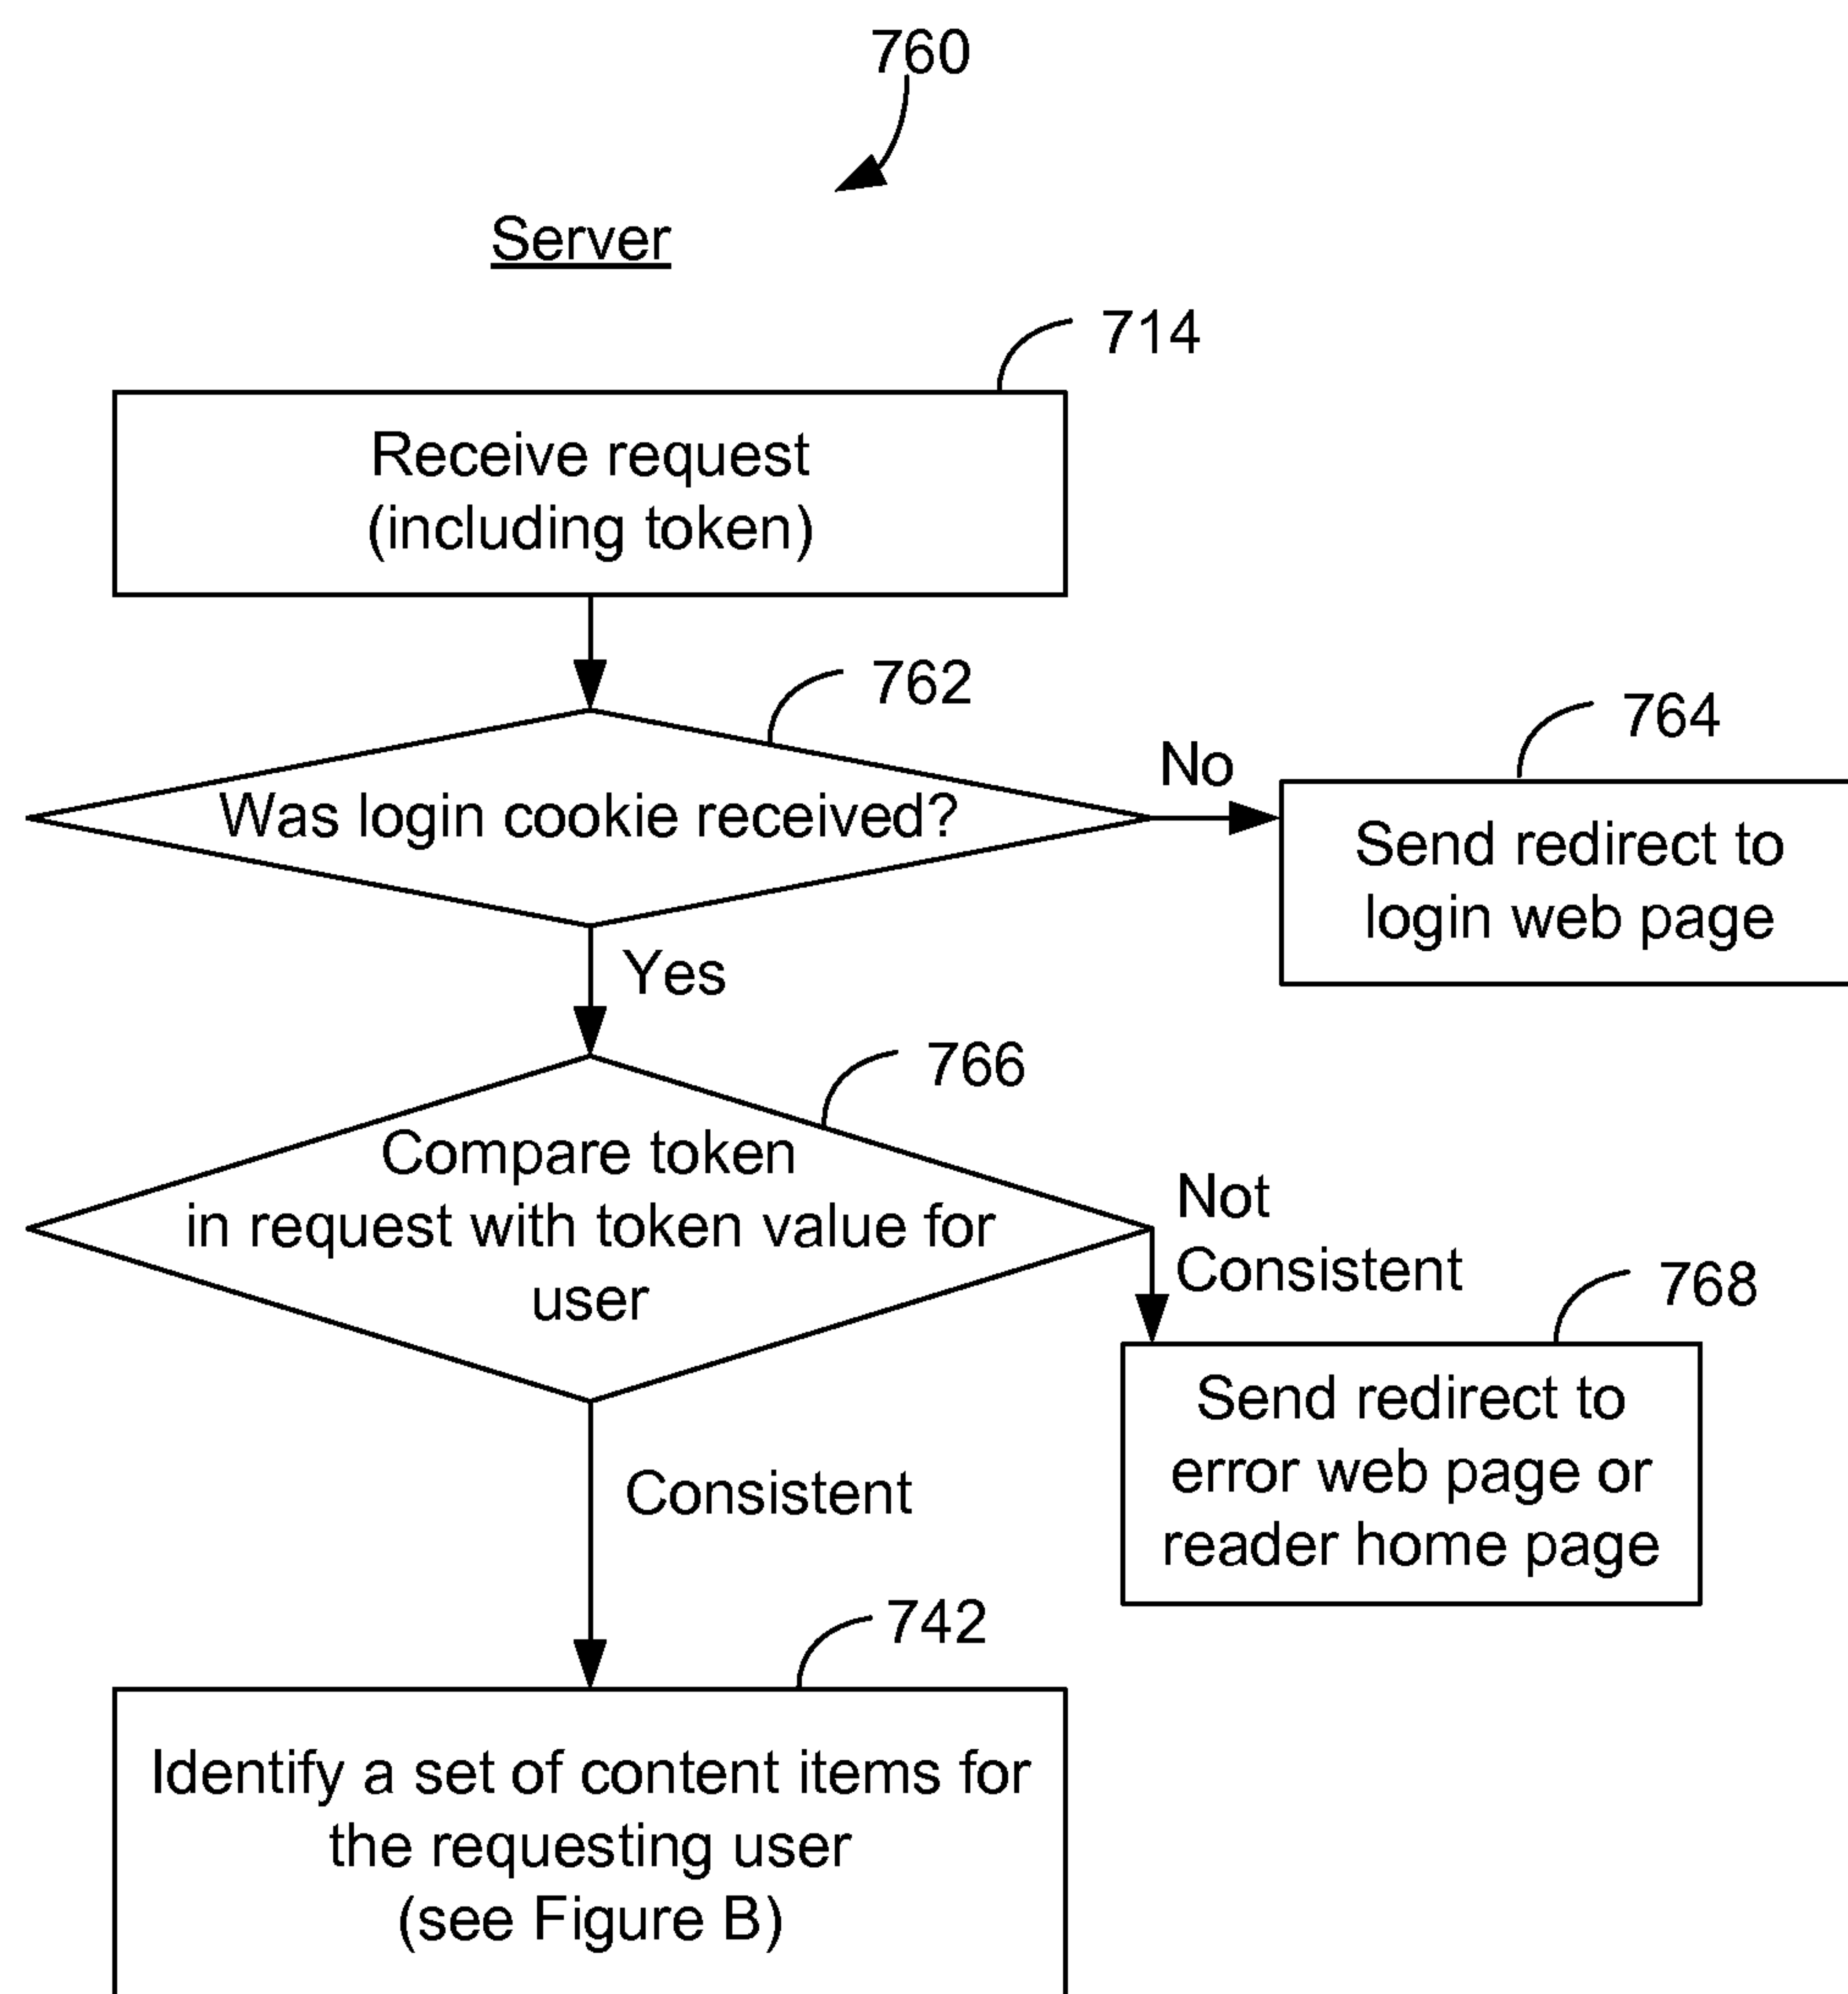 760
Server
714
Receive request
(including token)
762
Was login cookie received?
No
764
Send redirect to
login web page
Yes
766
Compare token
in request with token value for
user
Not
Consistent
768
Send redirect to
error web page or
reader home page
Consistent
742
Identify a set of content items for
the requesting user
(see Figure B)